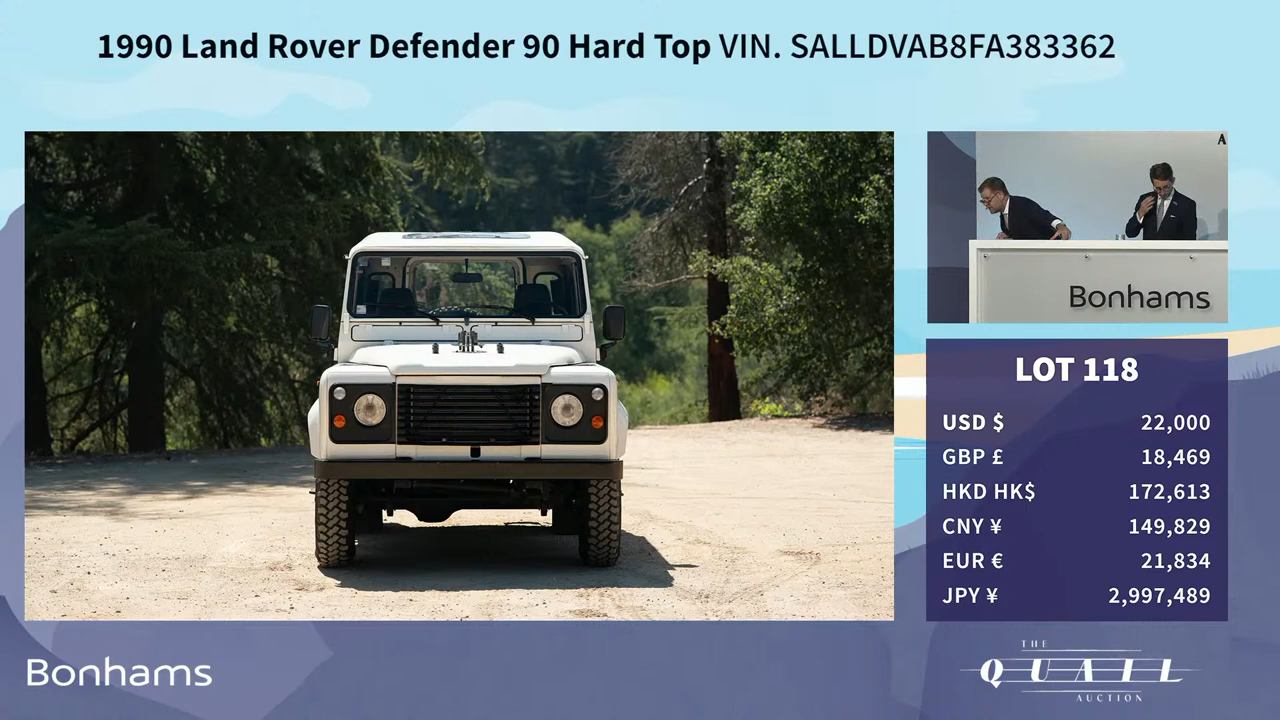 1990 Land Rover Defender 90 Hard Top VIN. SALLDVAB8FA383362
A
Bonhams
LOT 118
USD $ 22,000
GBP £ 18,469
HKD HK$ 172,613
CNY ¥ 149,829
EUR € 21,834
JPY ¥ 2,997,489
Bonhams
THE
QUAIL
AUCTION